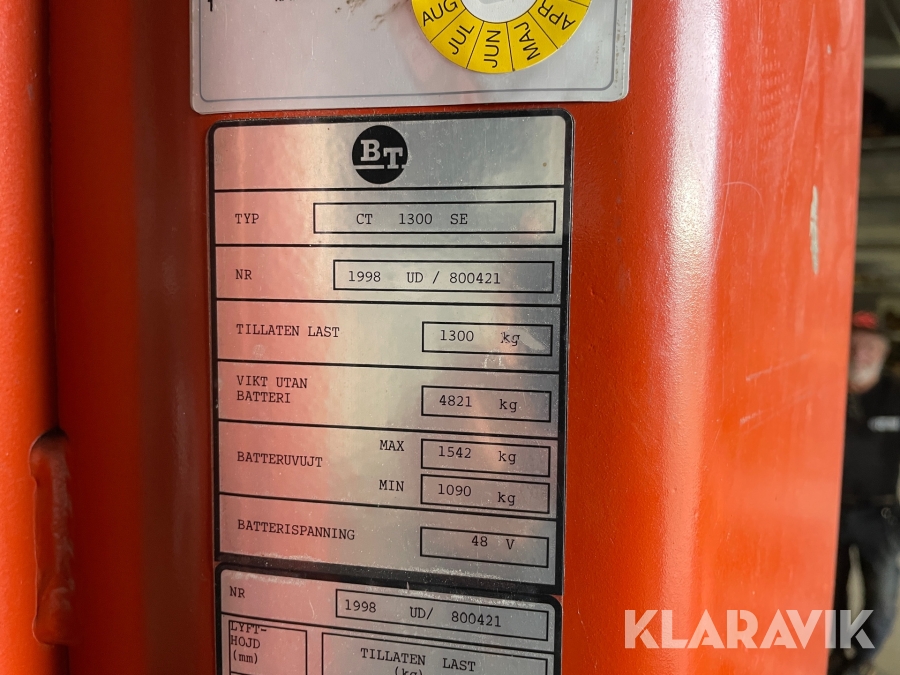 AUG JUL JUN MAJ APR
BT
TYP CT 1300 SE
NR 1998 UD / 800421
TILLATEN LAST 1300 kg
VIKT UTAN
BATTERI 4821 kg
BATTERUVUJT MAX 1542 kg
MIN 1090 kg
BATTERISPANNING 48 V
NR 1998 UD/ 800421
LYFT-
HOJD
(mm)
TILLATEN LAST
(kg)
KLARAVIK